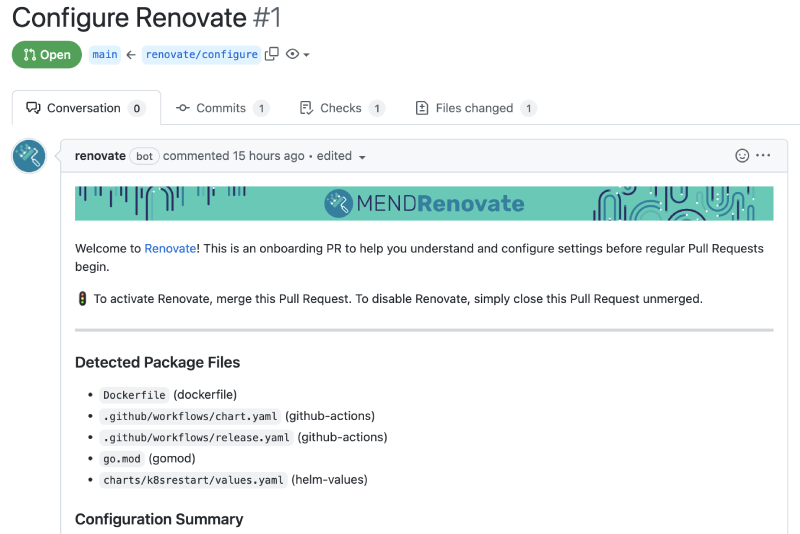 Configure Renovate #1
Open main ← renovate/configure
Conversation 0 Commits 1 Checks 1 Files changed 1
renovate bot commented 15 hours ago • edited
MENDRenovate
Welcome to Renovate! This is an onboarding PR to help you understand and configure settings before regular Pull Requests
begin.
🚦 To activate Renovate, merge this Pull Request. To disable Renovate, simply close this Pull Request unmerged.
Detected Package Files
• Dockerfile (dockerfile)
• .github/workflows/chart.yaml (github-actions)
• .github/workflows/release.yaml (github-actions)
• go.mod (gomod)
• charts/k8srestart/values.yaml (helm-values)
Configuration Summary